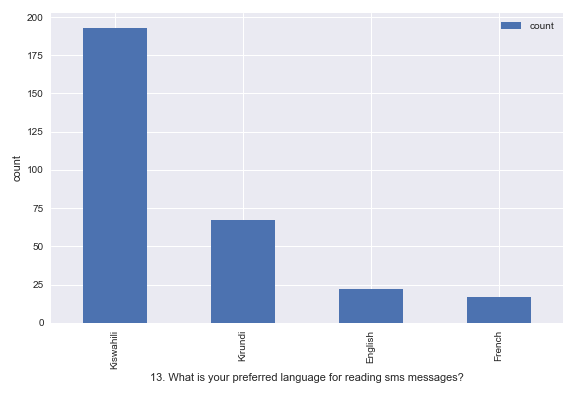 200
175
150
125
100
75
50
25
0
count
count
Kiswahili
Kirundi
English
French
13. What is your preferred language for reading sms messages?